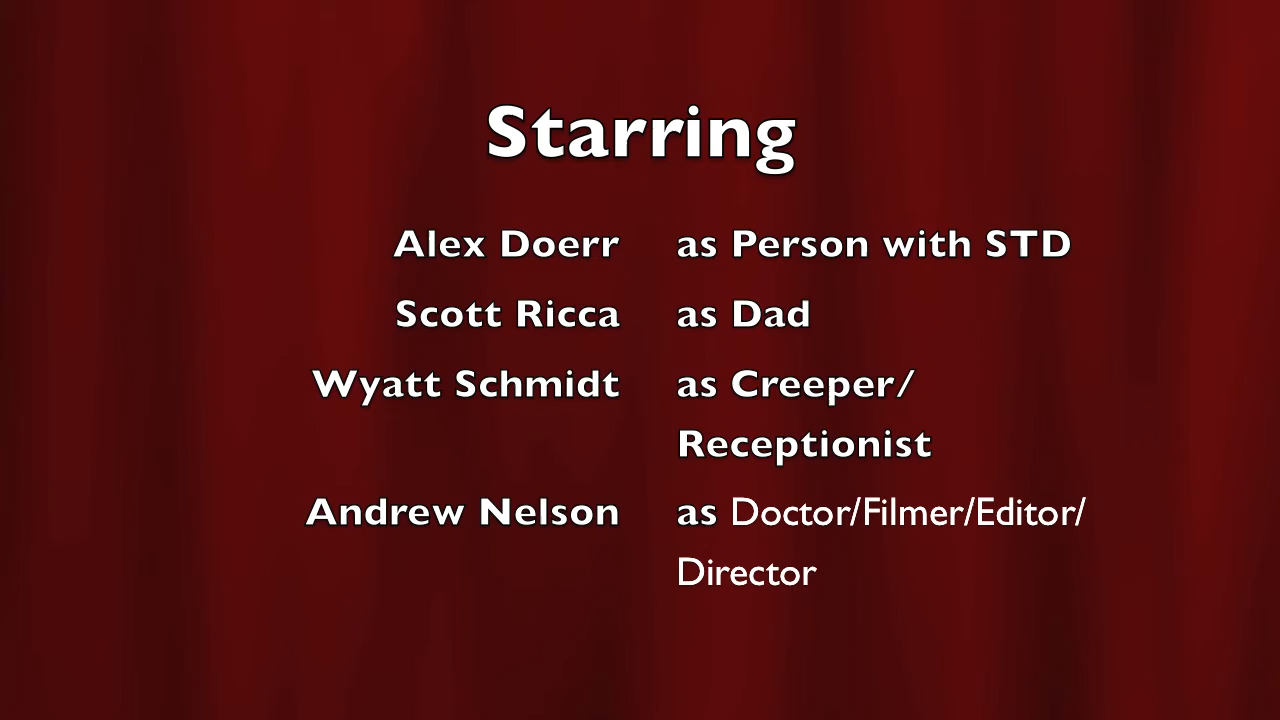 Starring
Alex Doerr as Person with STD
Scott Ricca as Dad
Wyatt Schmidt as Creeper/
Receptionist
Andrew Nelson as Doctor/Filmer/Editor/
Director